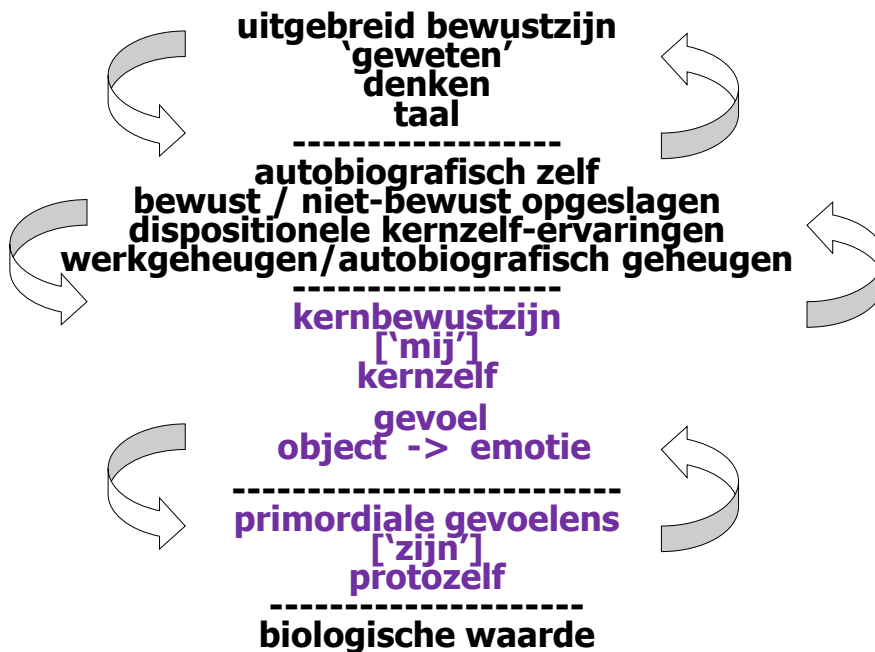 uitgebreid bewustzijn
‘geweten’
denken
taal
------------------
autobiografisch zelf
bewust / niet-bewust opgeslagen
dispositionele kernzelf-ervaringen
werkgeheugen/autobiografisch geheugen
------------------
kernbewustzijn
[‘mij’]
kernzelf
gevoel
object -> emotie
--------------------------
primordiale gevoelens
[‘zijn’]
protozelf
---------------------
biologische waarde